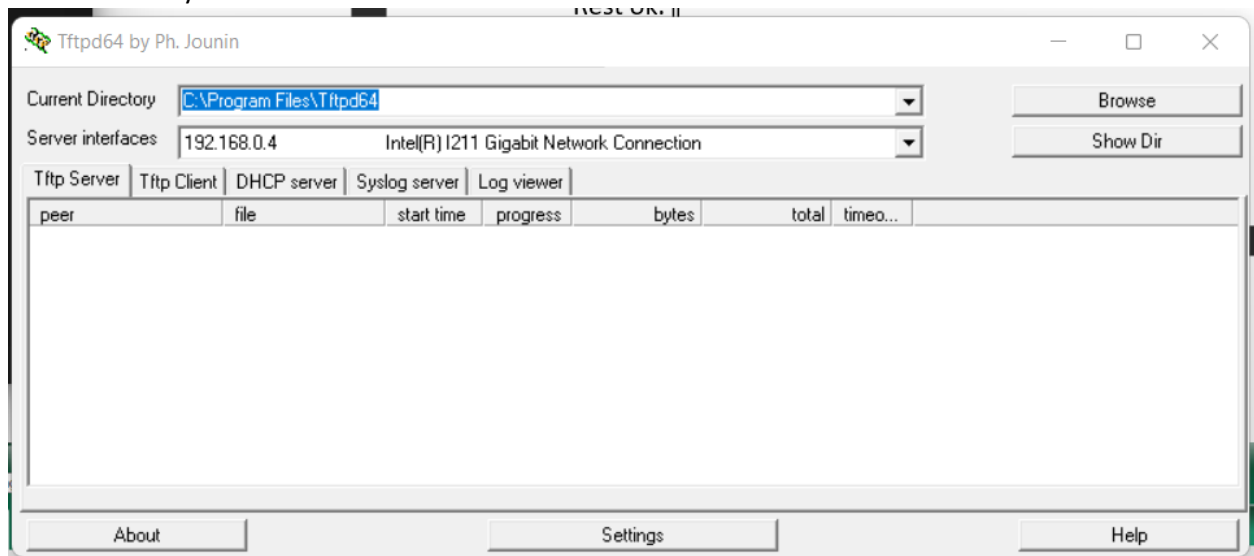 Rest ok.
Tftpd64 by Ph. Jounin
Current Directory C:\Program Files\Tftpd64 Browse
Server interfaces 192.168.0.4 Intel(R) I211 Gigabit Network Connection Show Dir
Tftp Server Tftp Client DHCP server Syslog server Log viewer
peer file start time progress bytes total timeo...
About Settings Help